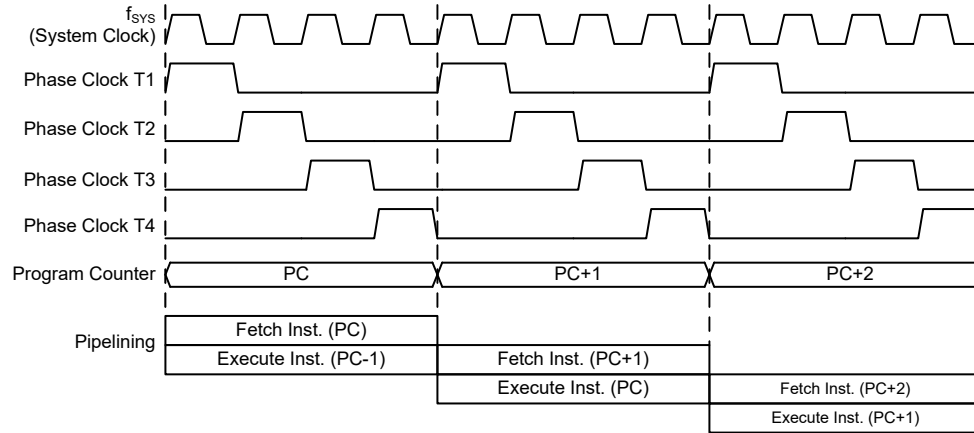 fSYS
(System Clock)
Phase Clock T1
Phase Clock T2
Phase Clock T3
Phase Clock T4
Program Counter PC PC+1 PC+2
Pipelining
Fetch Inst. (PC)
Execute Inst. (PC-1) Fetch Inst. (PC+1)
Execute Inst. (PC) Fetch Inst. (PC+2)
Execute Inst. (PC+1)